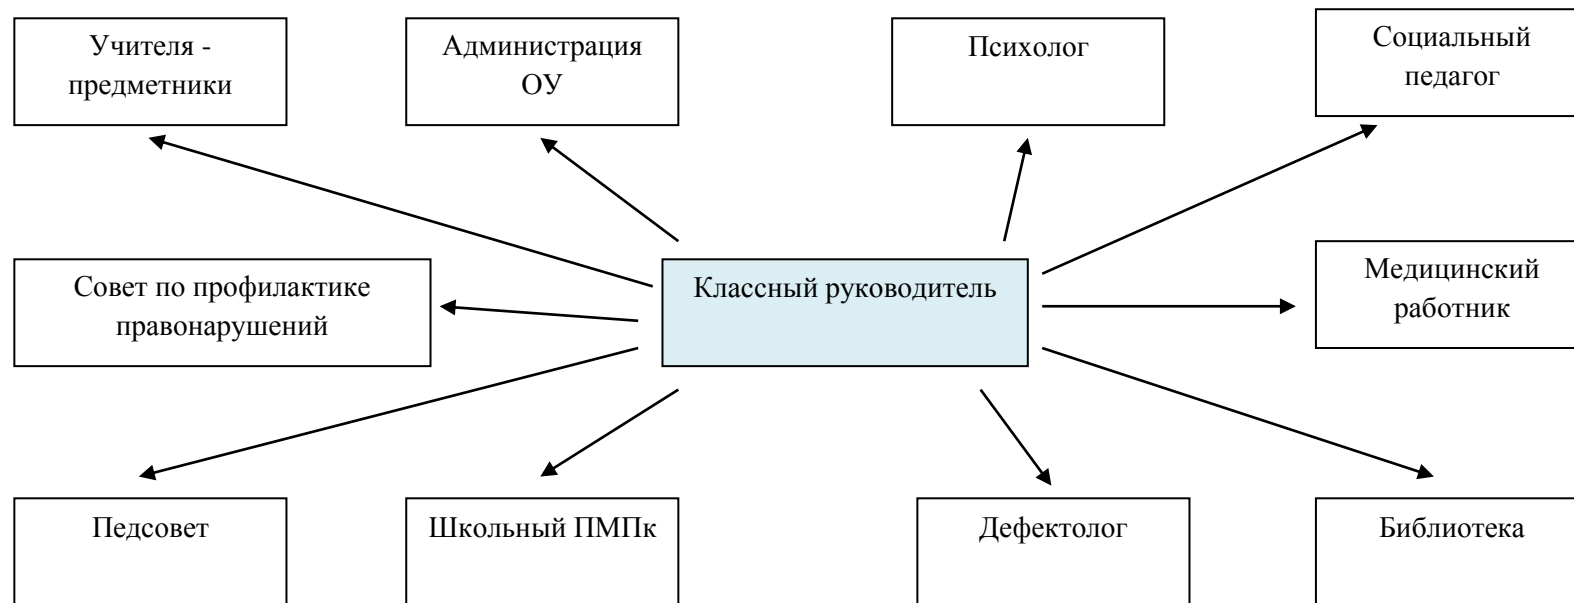 Учителя -
предметники
Администрация
ОУ
Психолог
Социальный
педагог
Совет по профилактике
правонарушений
Классный руководитель
Медицинский
работник
Педсовет
Школьный ПМПк
Дефектолог
Библиотека